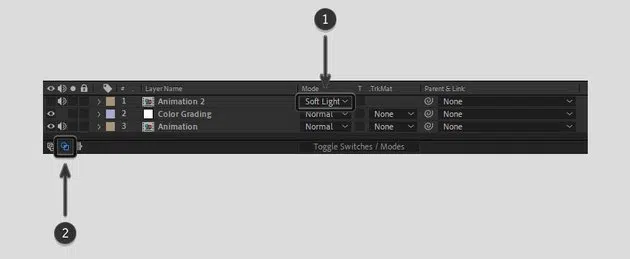 1
# Layer Name Mode T .TrkMat Parent & Link
1 Animation 2 Soft Light None
2 Color Grading Normal None None
3 Animation Normal None None
Toggle Switches / Modes
2